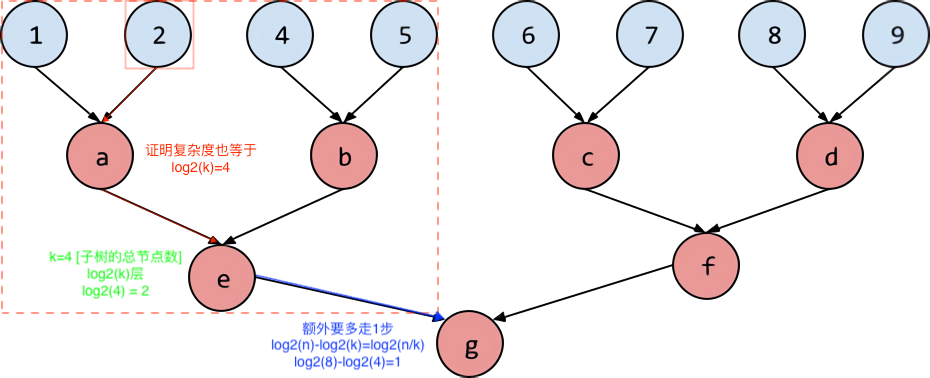 1
2
4
5
6
7
8
9
a
b
c
d
证明复杂度也等于
log2(k)=4
k=4 [子树的总节点数]
log2(k)层
log2(4) = 2
e
f
额外要多走1步
log2(n)-log2(k)=log2(n/k)
log2(8)-log2(4)=1
g